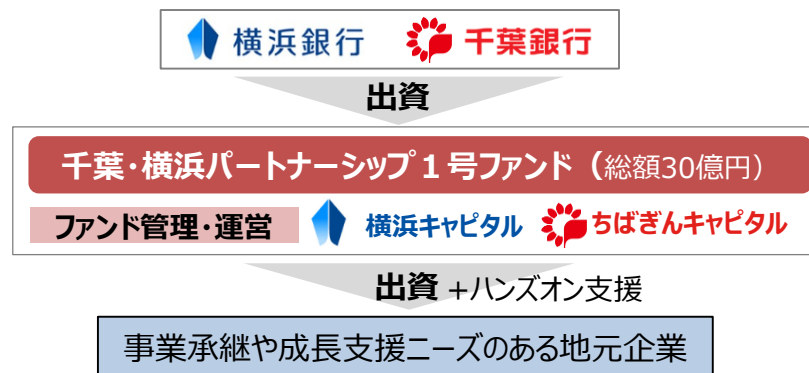 横浜銀行 千葉銀行
出資
千葉・横浜パートナーシップ1号ファンド（総額30億円）
ファンド管理・運営 横浜キャピタル ちばぎんキャピタル
出資 +ハンズオン支援
事業承継や成長支援ニーズのある地元企業